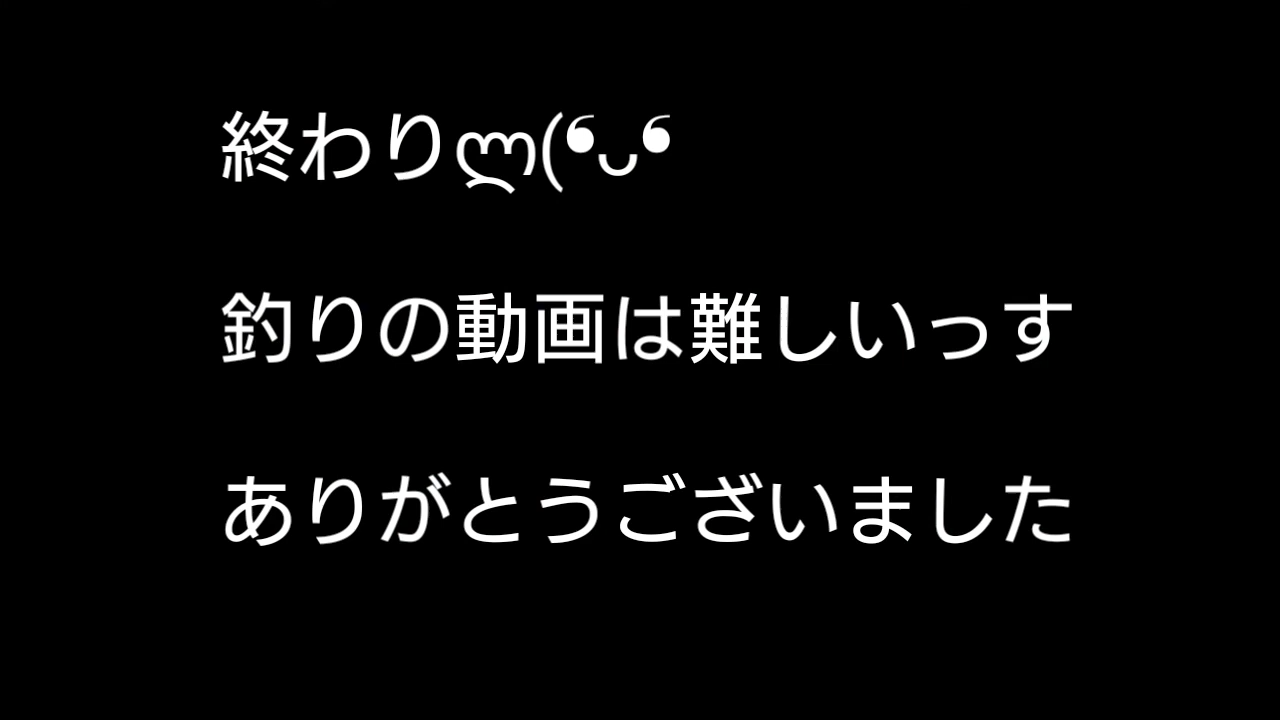 終わりლ(❛◡❛
釣りの動画は難しいっす
ありがとうございました